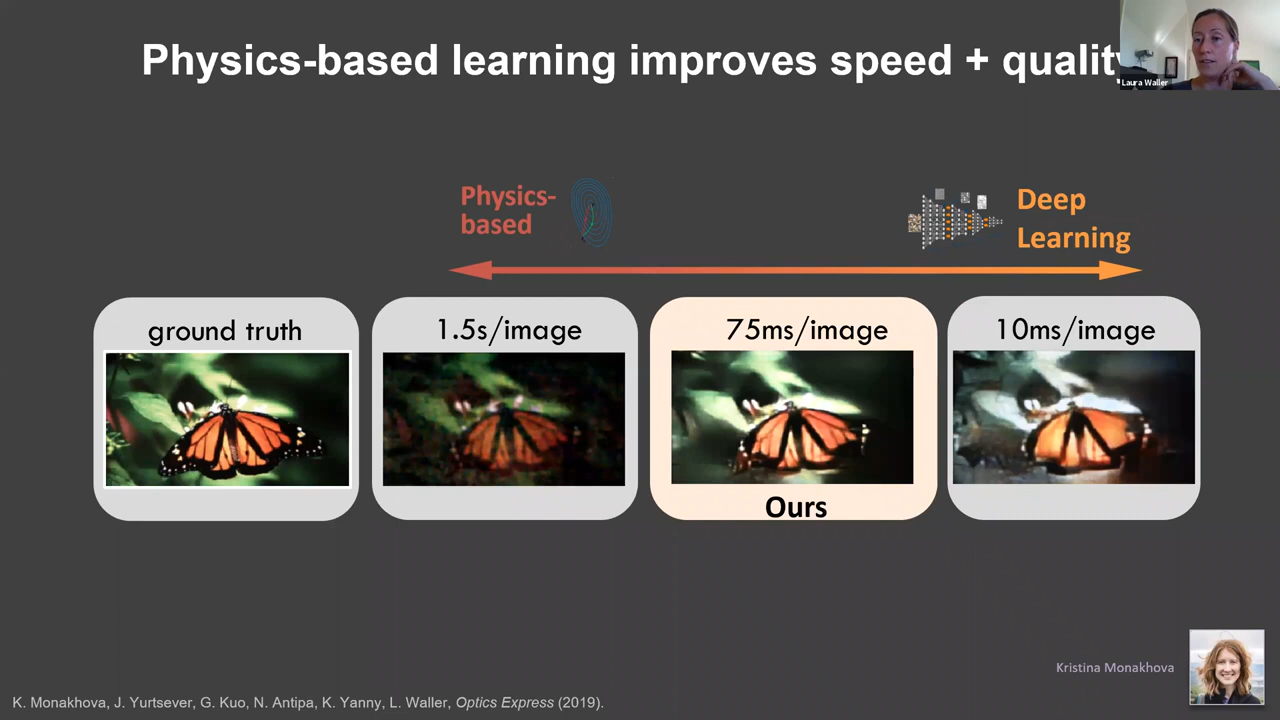 Physics-based learning improves speed + quality
Laura Waller
Physics-
based
Deep
Learning
ground truth
1.5s/image
75ms/image
10ms/image
Ours
Kristina Monakhova
K. Monakhova, J. Yurtsever, G. Kuo, N. Antipa, K. Yanny, L. Waller, Optics Express (2019).